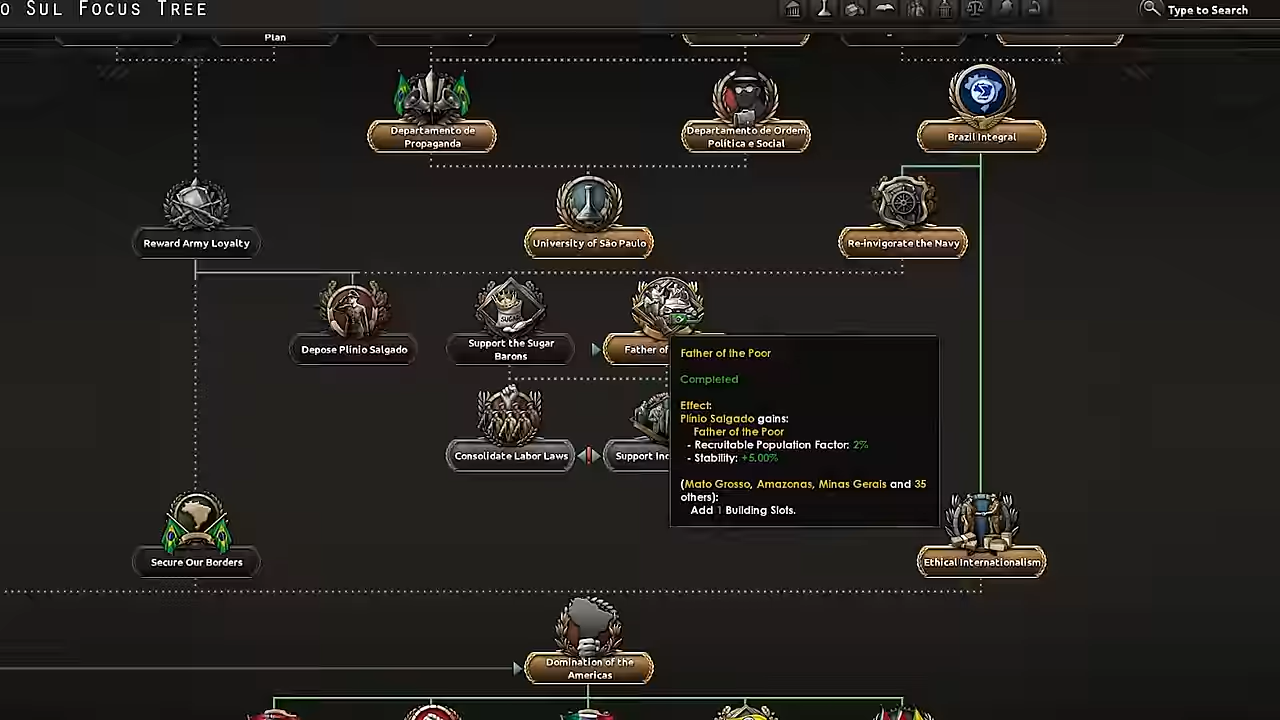 o Sul Focus Tree
Type to Search
Plan
Departamento de
Propaganda
Departamento de Ordem
Política e Social
Brazil Integral
Reward Army Loyalty
University of São Paulo
Re-invigorate the Navy
Depose Plínio Salgado
Support the Sugar
Barons
Father of
Father of the Poor
Completed
Effect:
Plínio Salgado gains:
Father of the Poor
- Recruitable Population Factor: 2%
- Stability: +5.00%
(Mato Grosso, Amazonas, Minas Gerais and 35
others):
Add 1 Building Slots.
Consolidate Labor Laws
Support Inc
Secure Our Borders
Ethical Internationalism
Domination of the
Americas
SUGAR